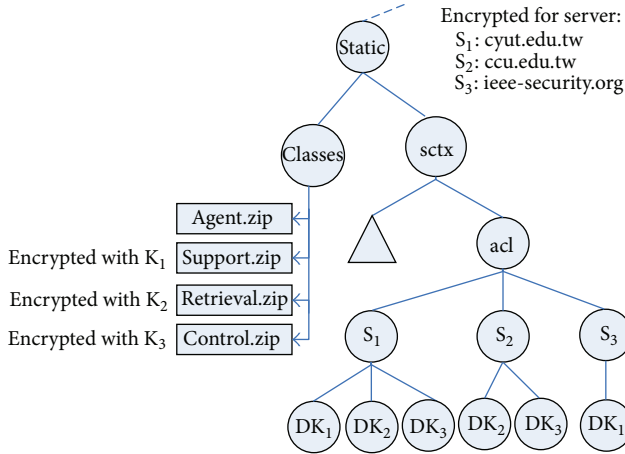 Encrypted for server:
S₁: cyut.edu.tw
S₂: ccu.edu.tw
S₃: ieee-security.org
Static
Classes
sctx
Agent.zip
Encrypted with K₁ Support.zip
Encrypted with K₂ Retrieval.zip
Encrypted with K₃ Control.zip
acl
S₁ S₂ S₃
DK₁ DK₂ DK₃ DK₂ DK₃ DK₁